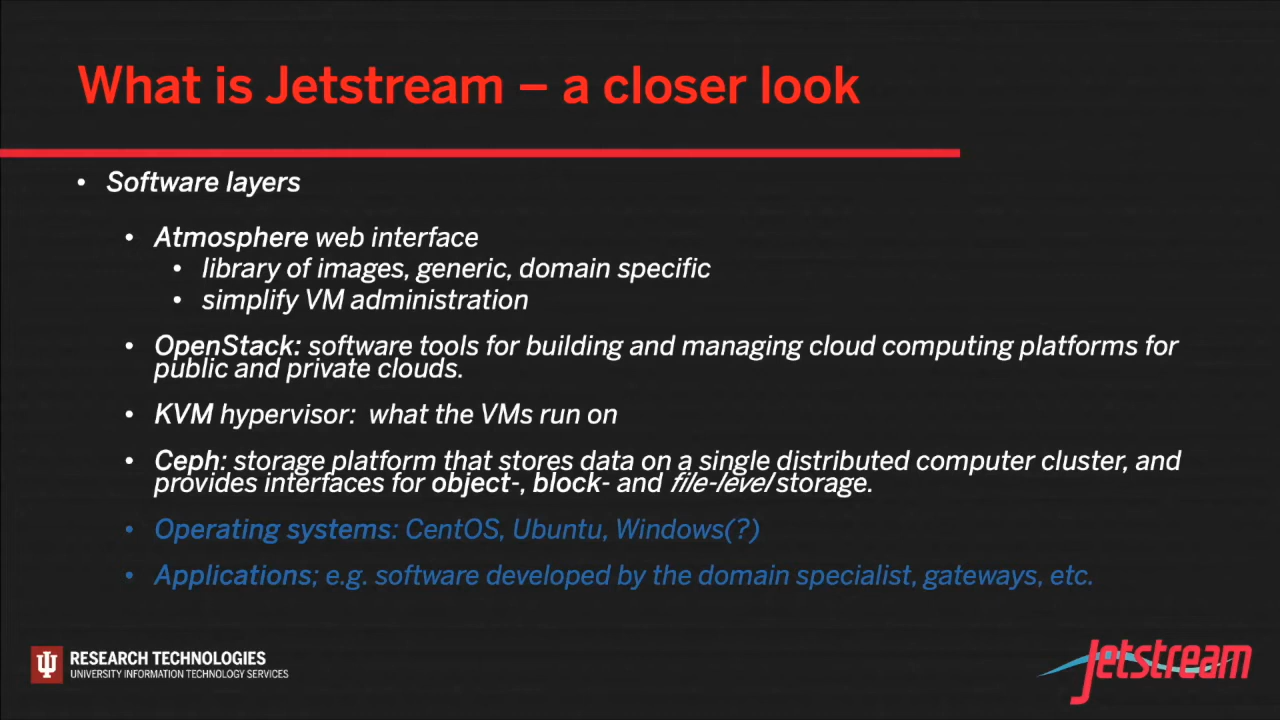 What is Jetstream – a closer look
• Software layers
• Atmosphere web interface
• library of images, generic, domain specific
• simplify VM administration
• OpenStack: software tools for building and managing cloud computing platforms for
public and private clouds.
• KVM hypervisor: what the VMs run on
• Ceph: storage platform that stores data on a single distributed computer cluster, and
provides interfaces for object-, block- and file-level storage.
• Operating systems: CentOS, Ubuntu, Windows(?)
• Applications; e.g. software developed by the domain specialist, gateways, etc.
RESEARCH TECHNOLOGIES
UNIVERSITY INFORMATION TECHNOLOGY SERVICES
Jetstream